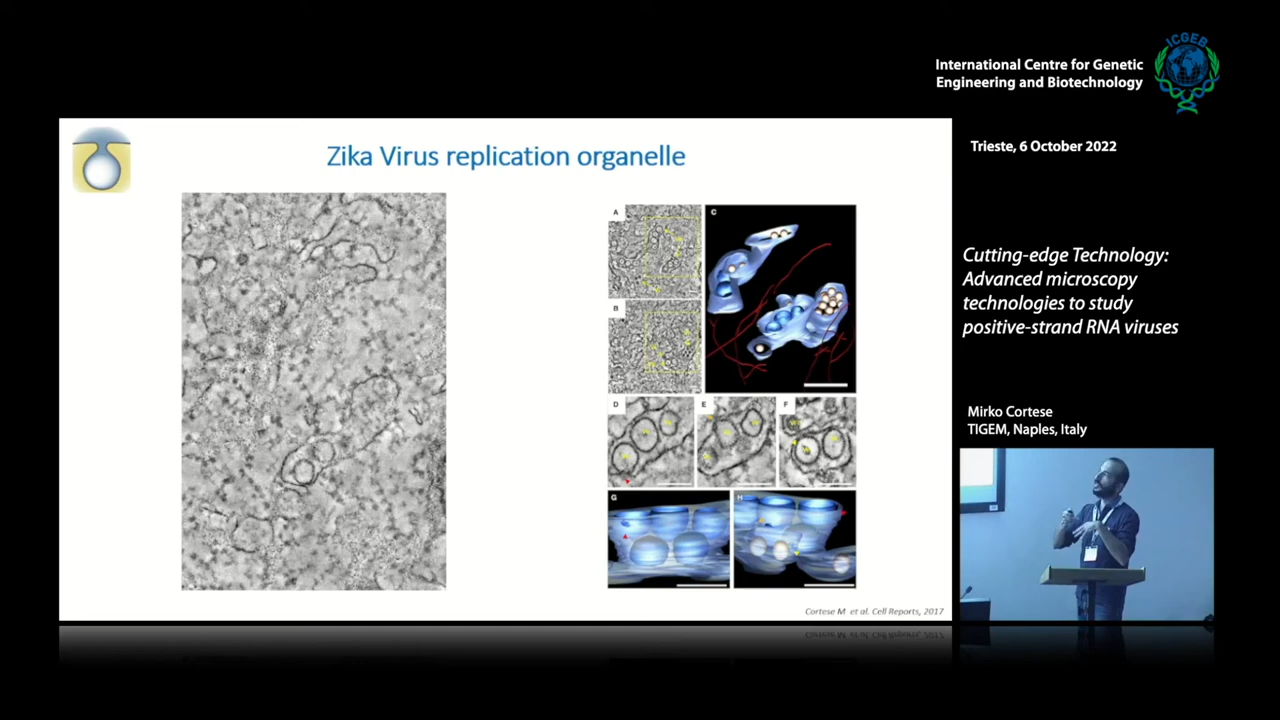 ICGEB
International Centre for Genetic
Engineering and Biotechnology
Trieste, 6 October 2022
Zika Virus replication organelle
A
C
B
D
E
F
G
H
Cortese M et al. Cell Reports, 2017
Cutting-edge Technology:
Advanced microscopy
technologies to study
positive-strand RNA viruses
Mirko Cortese
TIGEM, Naples, Italy